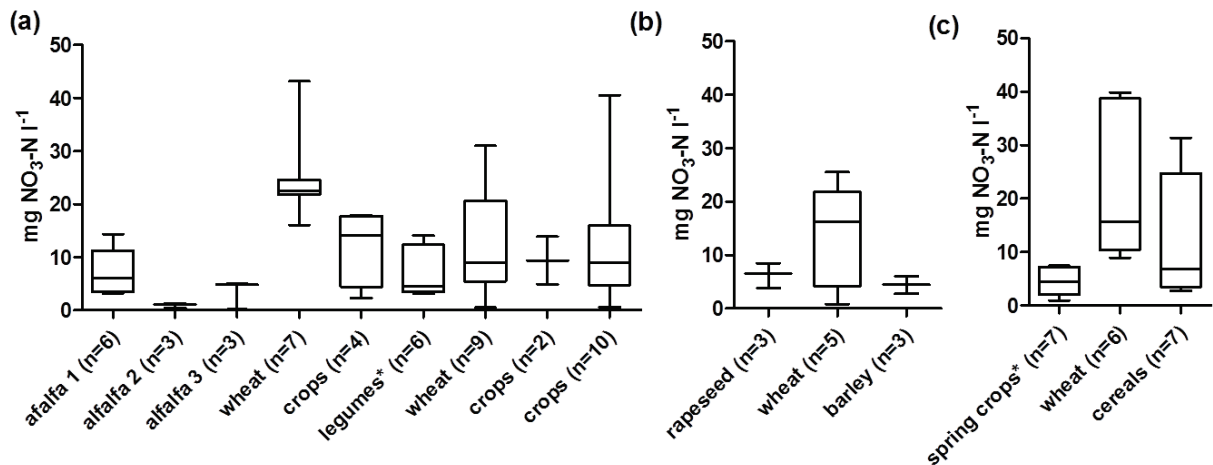 (a)
mg NO₃-N l⁻¹
50
40
30
20
10
0
afalfa 1 (n=6)
alfalfa 2 (n=3)
alfalfa 3 (n=3)
wheat (n=7)
crops (n=4)
legumes* (n=6)
wheat (n=9)
crops (n=2)
crops (n=10)
(b)
mg NO₃-N l⁻¹
50
40
30
20
10
0
rapeseed (n=3)
wheat (n=5)
barley (n=3)
(c)
mg NO₃-N l⁻¹
50
40
30
20
10
0
spring crops* (n=7)
wheat (n=6)
cereals (n=7)